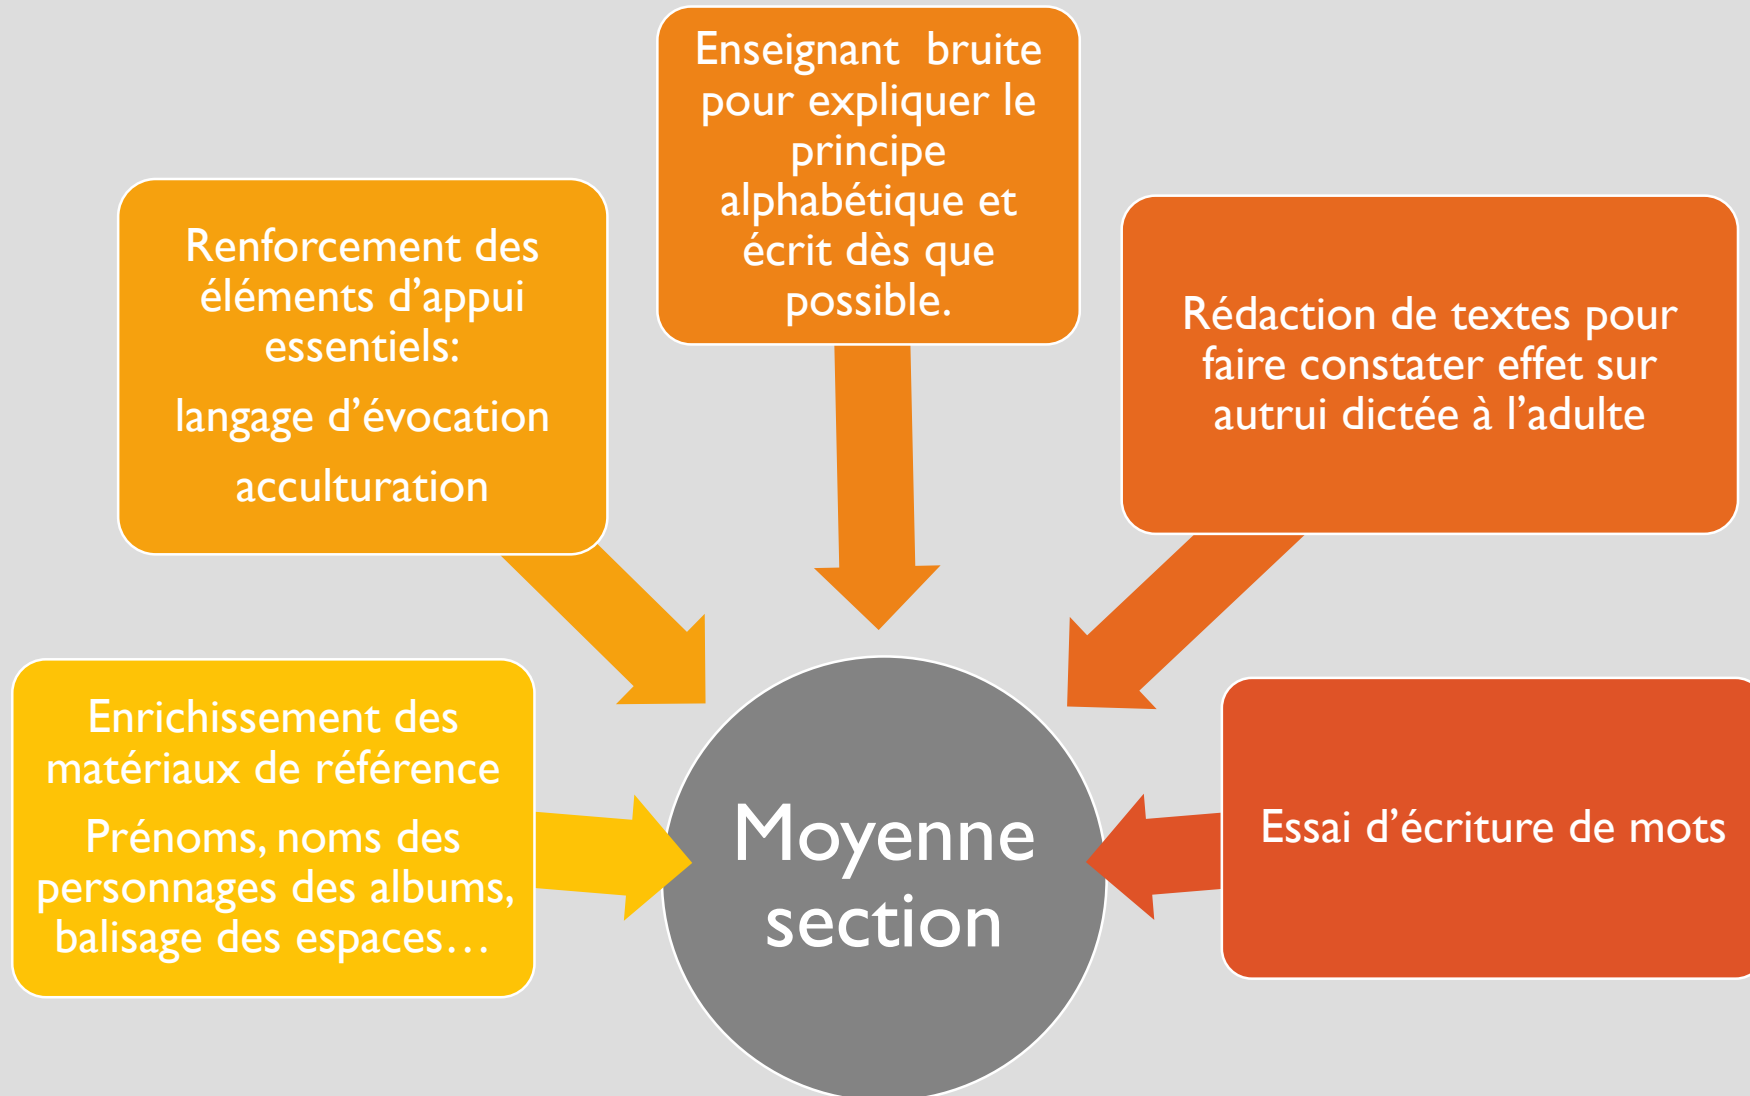 Enrichissement des
matériaux de référence
Prénoms, noms des
personnages des albums,
balisage des espaces…
Renforcement des
éléments d’appui
essentiels:
langage d’évocation
acculturation
Enseignant  bruite
pour expliquer le
principe
alphabétique et
écrit dès que
possible.
Rédaction de textes pour
faire constater effet sur
autrui dictée à l’adulte
Essai d’écriture de mots
Moyenne
section